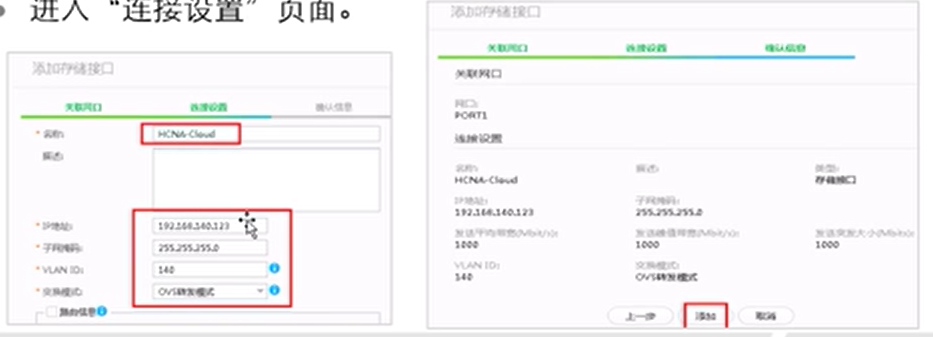 进入“连接设置”页面。
添加存储接口
关联网口 连接设置 确认信息
* 名称: HCNA-Cloud
描述:
* IP地址: 192.168.140.123
* 子网掩码: 255.255.255.0
* VLAN ID: 140
* 交换模式: OVS转发模式
路由信息
添加存储接口
关联网口 连接设置 确认信息
关联网口
网口:
PORT1
连接设置
名称: 描述: 类型:
HCNA-Cloud 存储接口
IP地址: 子网掩码:
192.168.140.123 255.255.255.0
发送平均带宽(Mbit/s): 发送峰值带宽(Mbit/s): 发送突发大小(Mbits):
1000 1000 1000
VLAN ID: 交换模式:
140 OVS转发模式
上一步 添加 取消